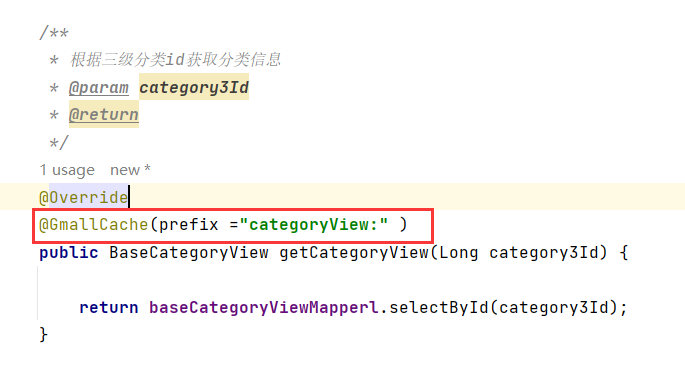 /**
 * 根据三级分类id获取分类信息
 * @param category3Id
 * @return
 */
1 usage   new *
@Override
@GmallCache(prefix ="categoryView:" )
public BaseCategoryView getCategoryView(Long category3Id) {
    return baseCategoryViewMapperl.selectById(category3Id);
}